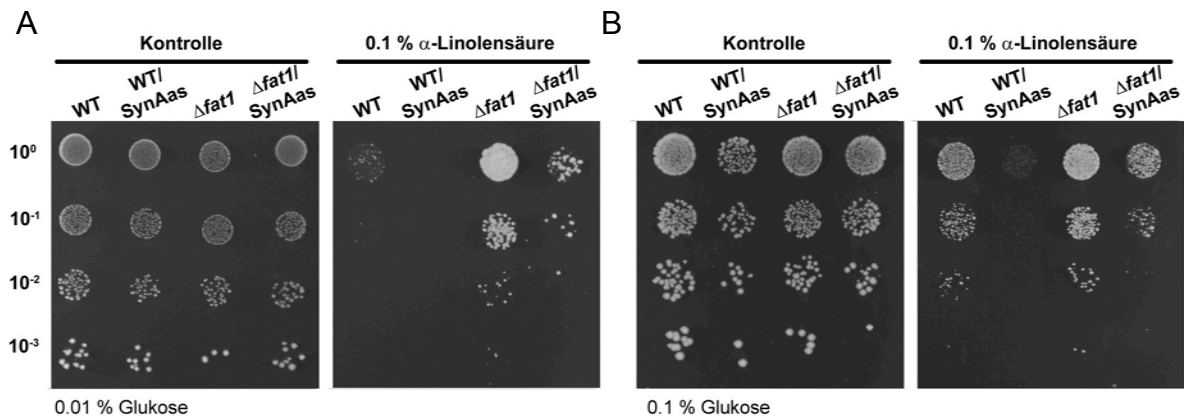 A
B
Kontrolle
0.1 % α-Linolensäure
Kontrolle
0.1 % α-Linolensäure
WT
WT/
SynAas
Δfat1
Δfat1/
SynAas
WT
WT/
SynAas
Δfat1
Δfat1/
SynAas
WT
WT/
SynAas
Δfat1
Δfat1/
SynAas
WT
WT/
SynAas
Δfat1
Δfat1/
SynAas
10⁰
10⁻¹
10⁻²
10⁻³
0.01 % Glukose
0.1 % Glukose